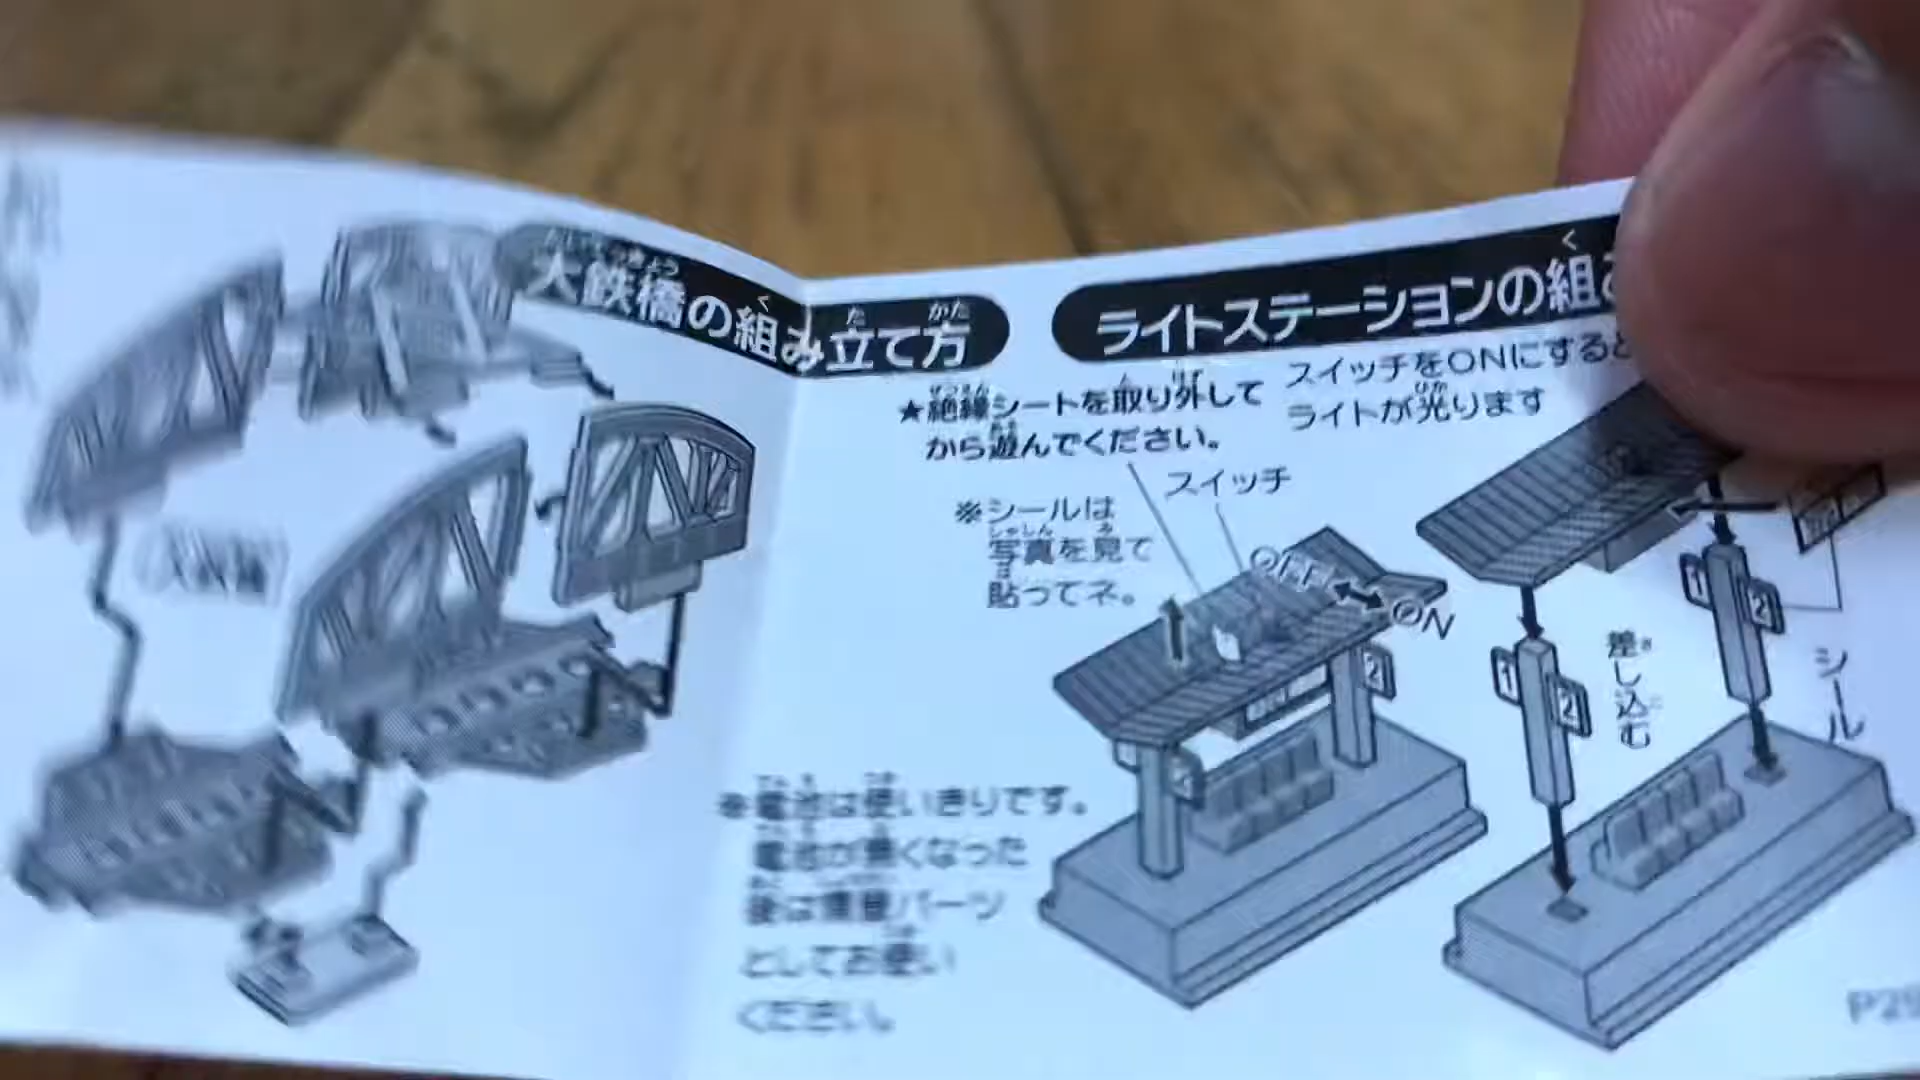 大鉄橋の組み立て方
ライトステーションの組み
★絶縁シートを取り外して
から遊んでください。
スイッチをONにすると
ライトが光ります
スイッチ
※シールは
写真を見て
貼ってネ。
OFF ON
2
1 2
1 2
差し込む
シール
※電池は使いきりです。
電池が無くなった
後は情景パーツ
としてお使い
ください。